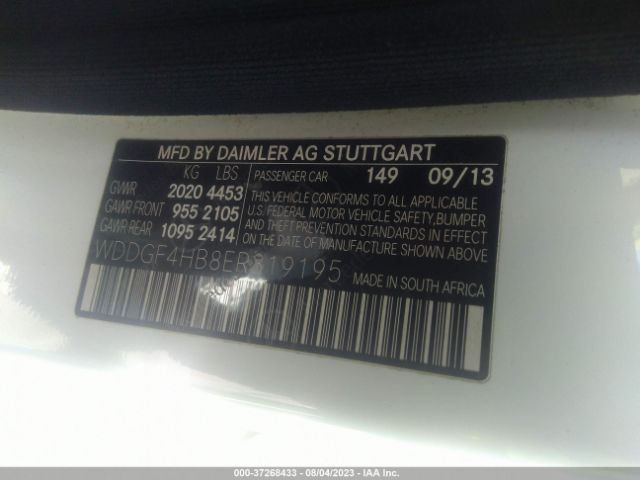 MFD BY DAIMLER AG STUTTGART
KG LBS
GVWR 2020 4453
GAWR FRONT 955 2105
GAWR REAR 1095 2414
PASSENGER CAR 149 09/13
THIS VEHICLE CONFORMS TO ALL APPLICABLE
U.S. FEDERAL MOTOR VEHICLE SAFETY, BUMPER
AND THEFT PREVENTION STANDARDS IN EFFECT
ON THE DATE OF MANUFACTURE SHOWN ABOVE
WDDGF4HB8ER319195
MADE IN SOUTH AFRICA
000-37268433 - 08/04/2023 - IAA Inc.